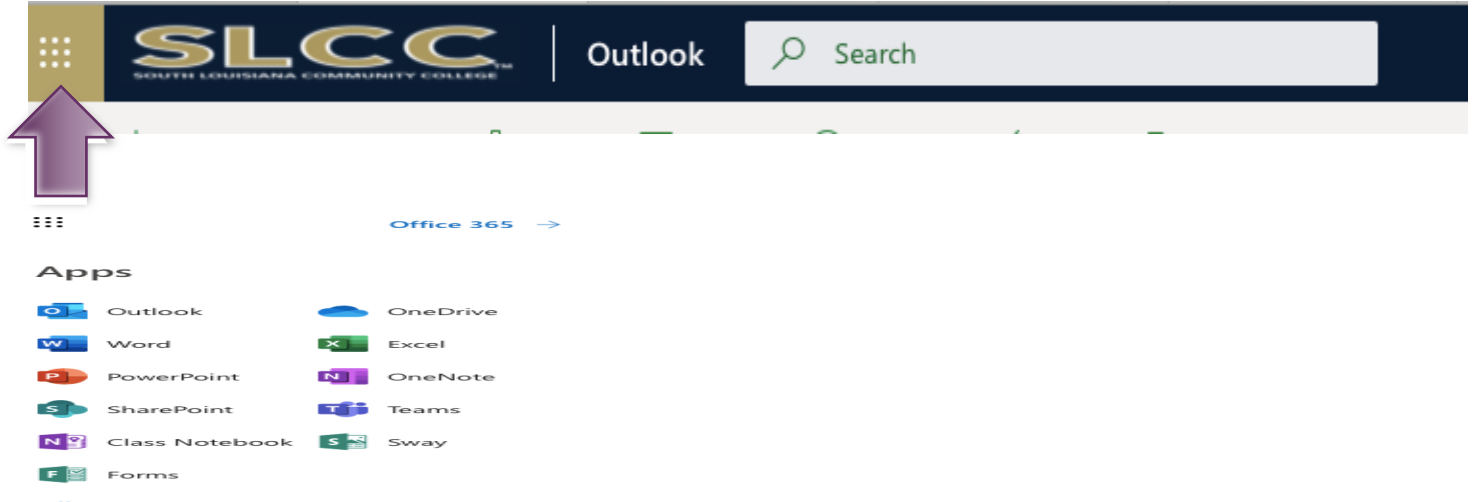 SLCC™
SOUTH LOUISIANA COMMUNITY COLLEGE
Outlook
Search
Office 365 →
Apps
Outlook
OneDrive
Word
Excel
PowerPoint
OneNote
SharePoint
Teams
Class Notebook
Sway
Forms